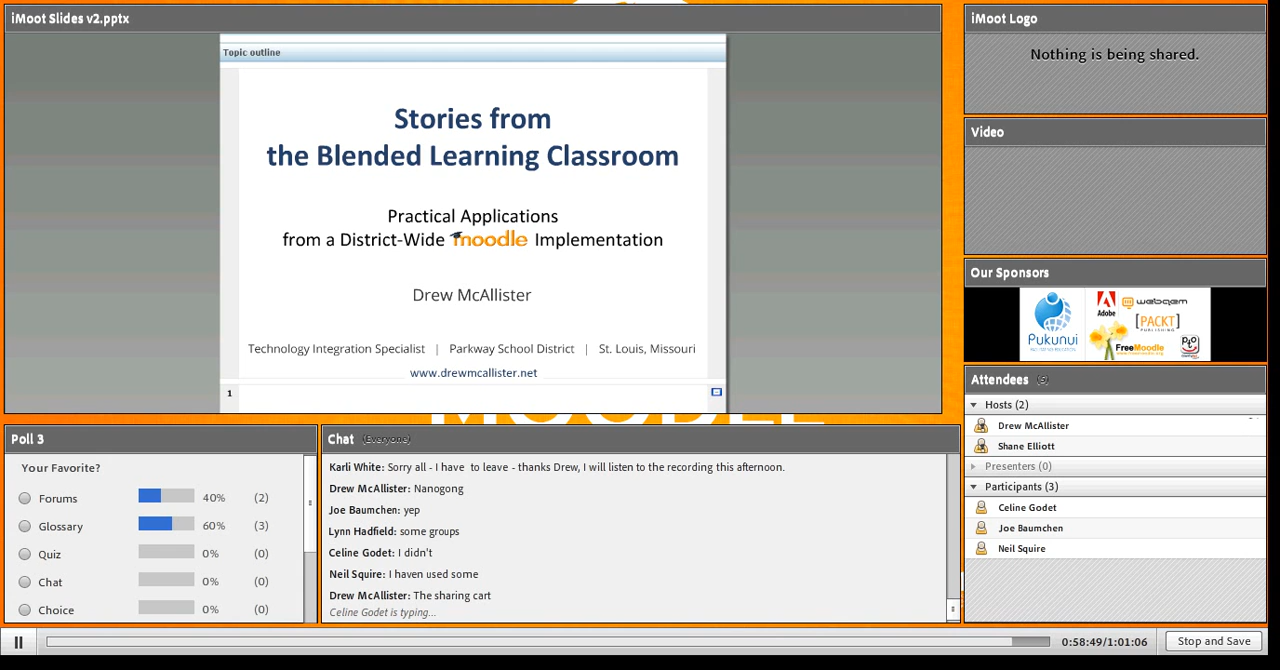 iMoot Slides v2.pptx
Topic outline
Stories from
the Blended Learning Classroom
Practical Applications
from a District-Wide moodle Implementation
Drew McAllister
Technology Integration Specialist | Parkway School District | St. Louis, Missouri
www.drewmcallister.net
1
MOODLE
iMoot Logo
Nothing is being shared.
Video
Our Sponsors
Pukunui
Adobe
webqem
[PACKT]
PUBLISHING
FreeMoodle
Attendees (5)
Hosts (2)
Drew McAllister
Shane Elliott
Presenters (0)
Participants (3)
Celine Godet
Joe Baumchen
Neil Squire
Poll 3
Your Favorite?
Forums 40% (2)
Glossary 60% (3)
Quiz 0% (0)
Chat 0% (0)
Choice 0% (0)
Chat (Everyone)
Karli White: Sorry all - I have to leave - thanks Drew, I will listen to the recording this afternoon.
Drew McAllister: Nanogong
Joe Baumchen: yep
Lynn Hadfield: some groups
Celine Godet: I didn't
Neil Squire: I haven used some
Drew McAllister: The sharing cart
Celine Godet is typing...
0:58:49/1:01:06
Stop and Save